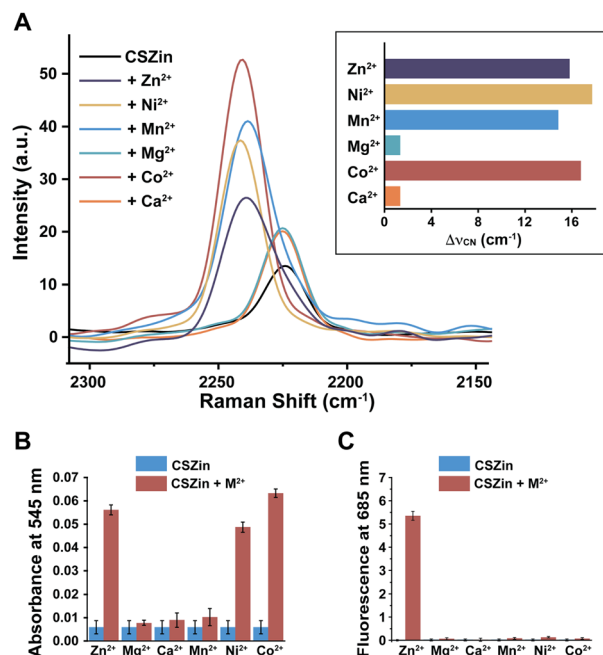 A
Intensity (a.u.)
50
40
30
20
10
0
2300
2250
2200
2150
Raman Shift (cm⁻¹)
CSZin
+ Zn²⁺
+ Ni²⁺
+ Mn²⁺
+ Mg²⁺
+ Co²⁺
+ Ca²⁺
Zn²⁺
Ni²⁺
Mn²⁺
Mg²⁺
Co²⁺
Ca²⁺
0 4 8 12 16
Δν_CN (cm⁻¹)
B
CSZin
CSZin + M²⁺
Absorbance at 545 nm
0.07
0.06
0.05
0.04
0.03
0.02
0.01
0.00
Zn²⁺ Mg²⁺ Ca²⁺ Mn²⁺ Ni²⁺ Co²⁺
C
CSZin
CSZin + M²⁺
Fluorescence at 685 nm
7
6
5
4
3
2
1
0
Zn²⁺ Mg²⁺ Ca²⁺ Mn²⁺ Ni²⁺ Co²⁺